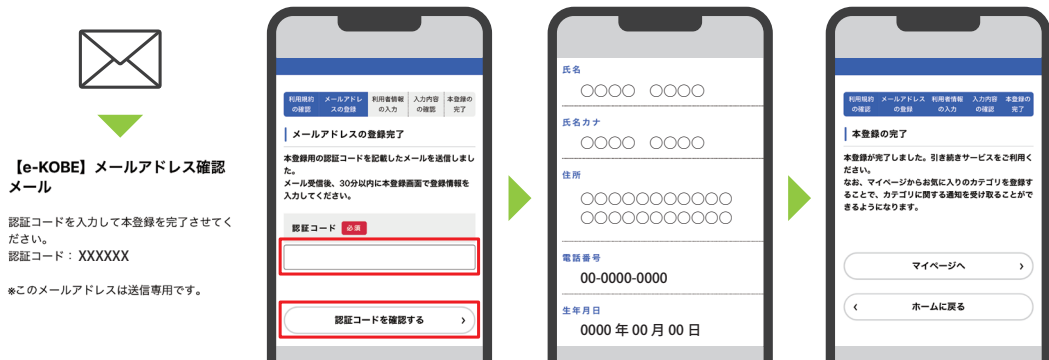 【e-KOBE】メールアドレス確認
メール
認証コードを入力して本登録を完了させてく
ださい。
認証コード：XXXXXX
※このメールアドレスは送信専用です。
利用規約
の確認
メールアドレ
スの登録
利用者情報
の入力
入力内容
の確認
本登録の
完了
メールアドレスの登録完了
本登録用の認証コードを記載したメールを送信しまし
た。
メール受信後、30分以内に本登録画面で登録情報を
入力してください。
認証コード 必須
認証コードを確認する
氏名
○○○○ ○○○○
氏名カナ
○○○○ ○○○○
住所
○○○○○○○○○○○
○○○○○○○○○○○
電話番号
00-0000-0000
生年月日
0000 年 00 月 00 日
利用規約
の確認
メールアドレス
の登録
利用者情報
の入力
入力内容
の確認
本登録の
完了
本登録の完了
本登録が完了しました。引き続きサービスをご利用く
ださい。
なお、マイページからお気に入りのカテゴリを登録す
ることで、カテゴリに関する通知を受け取ることがで
きるようになります。
マイページへ
ホームに戻る